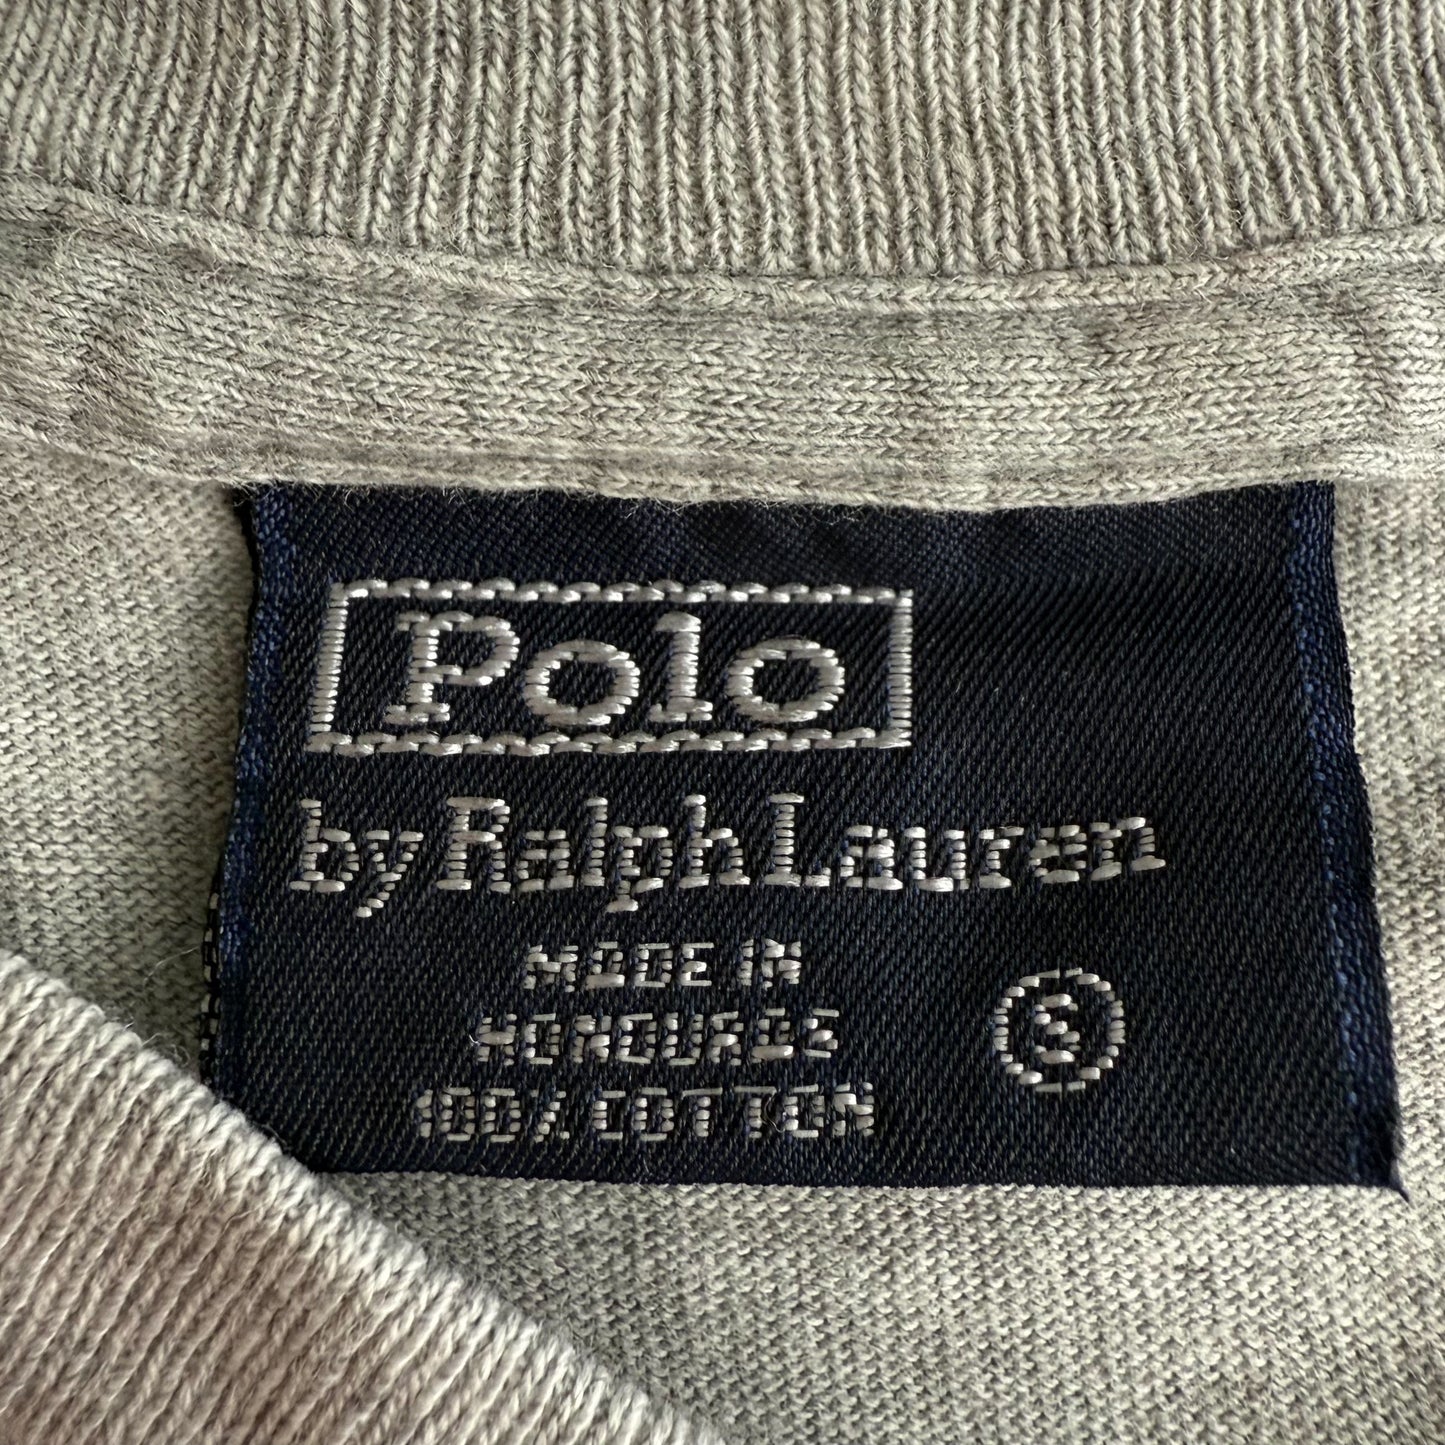 Polo
by Ralph Lauren
MADE IN
HONDURAS
100% COTTON
S